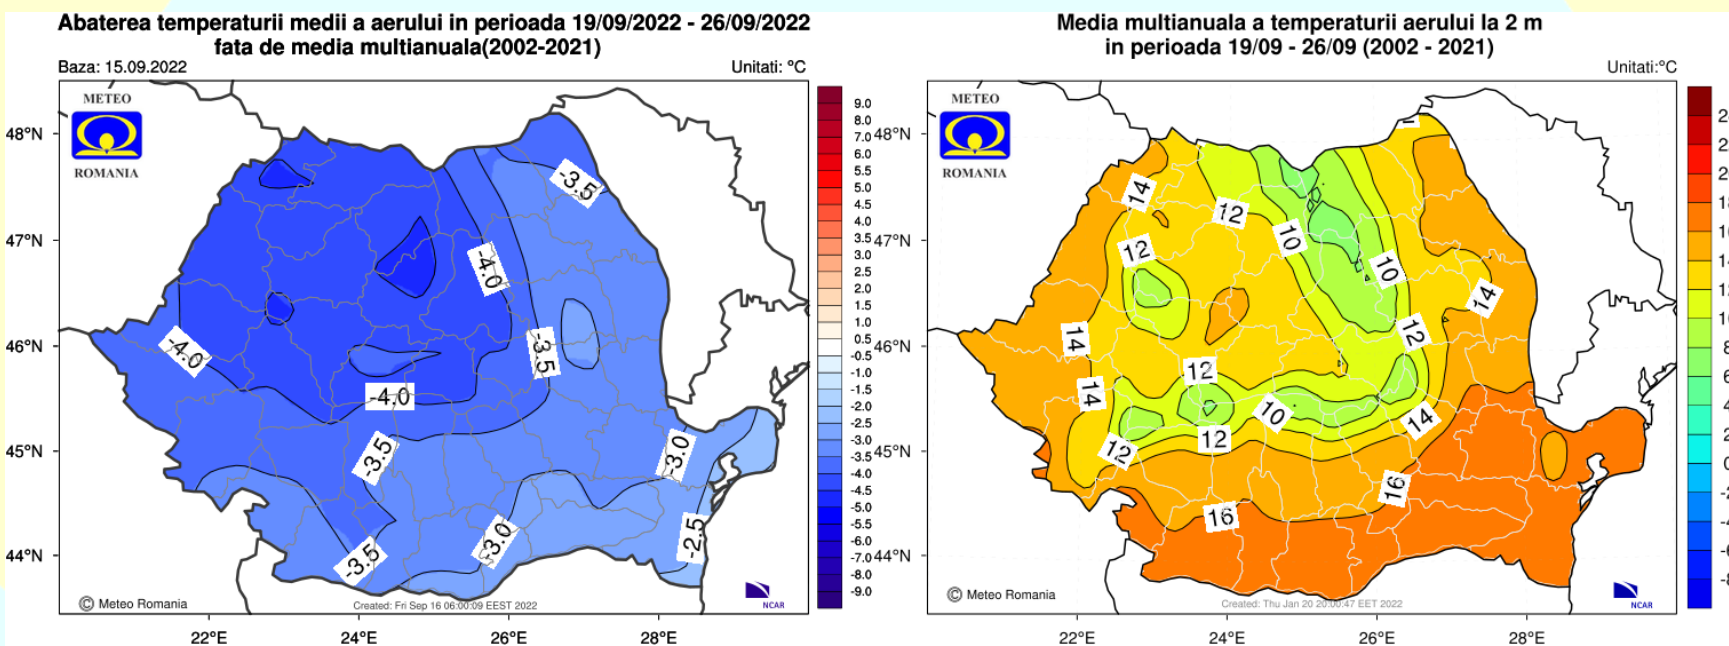 Abaterea temperaturii medii a aerului in perioada 19/09/2022 - 26/09/2022
fata de media multianuala(2002-2021)
Baza: 15.09.2022
Unitati: °C
METEO
ROMANIA
48°N
47°N
46°N
45°N
44°N
-3.5
-4.0
-4.0
-3.5
-4.0
-3.5
-3.0
-3.0
-2.5
-3.5
© Meteo Romania
Created: Fri Sep 16 06:00:09 EEST 2022
NCAR
22°E
24°E
26°E
28°E
9.0
8.0
7.0
6.0
5.5
5.0
4.5
4.0
3.5
3.0
2.5
2.0
1.5
1.0
0.5
-0.5
-1.0
-1.5
-2.0
-2.5
-3.0
-3.5
-4.0
-4.5
-5.0
-5.5
-6.0
-7.0
-8.0
-9.0
Media multianuala a temperaturii aerului la 2 m
in perioada 19/09 - 26/09 (2002 - 2021)
Unitati:°C
METEO
ROMANIA
48°N
47°N
46°N
45°N
44°N
14
12
12
10
10
14
14
12
12
14
10
14
12
12
16
16
© Meteo Romania
Created: Thu Jan 20 20:00:47 EET 2022
NCAR
22°E
24°E
26°E
28°E
8
6
4
2
0